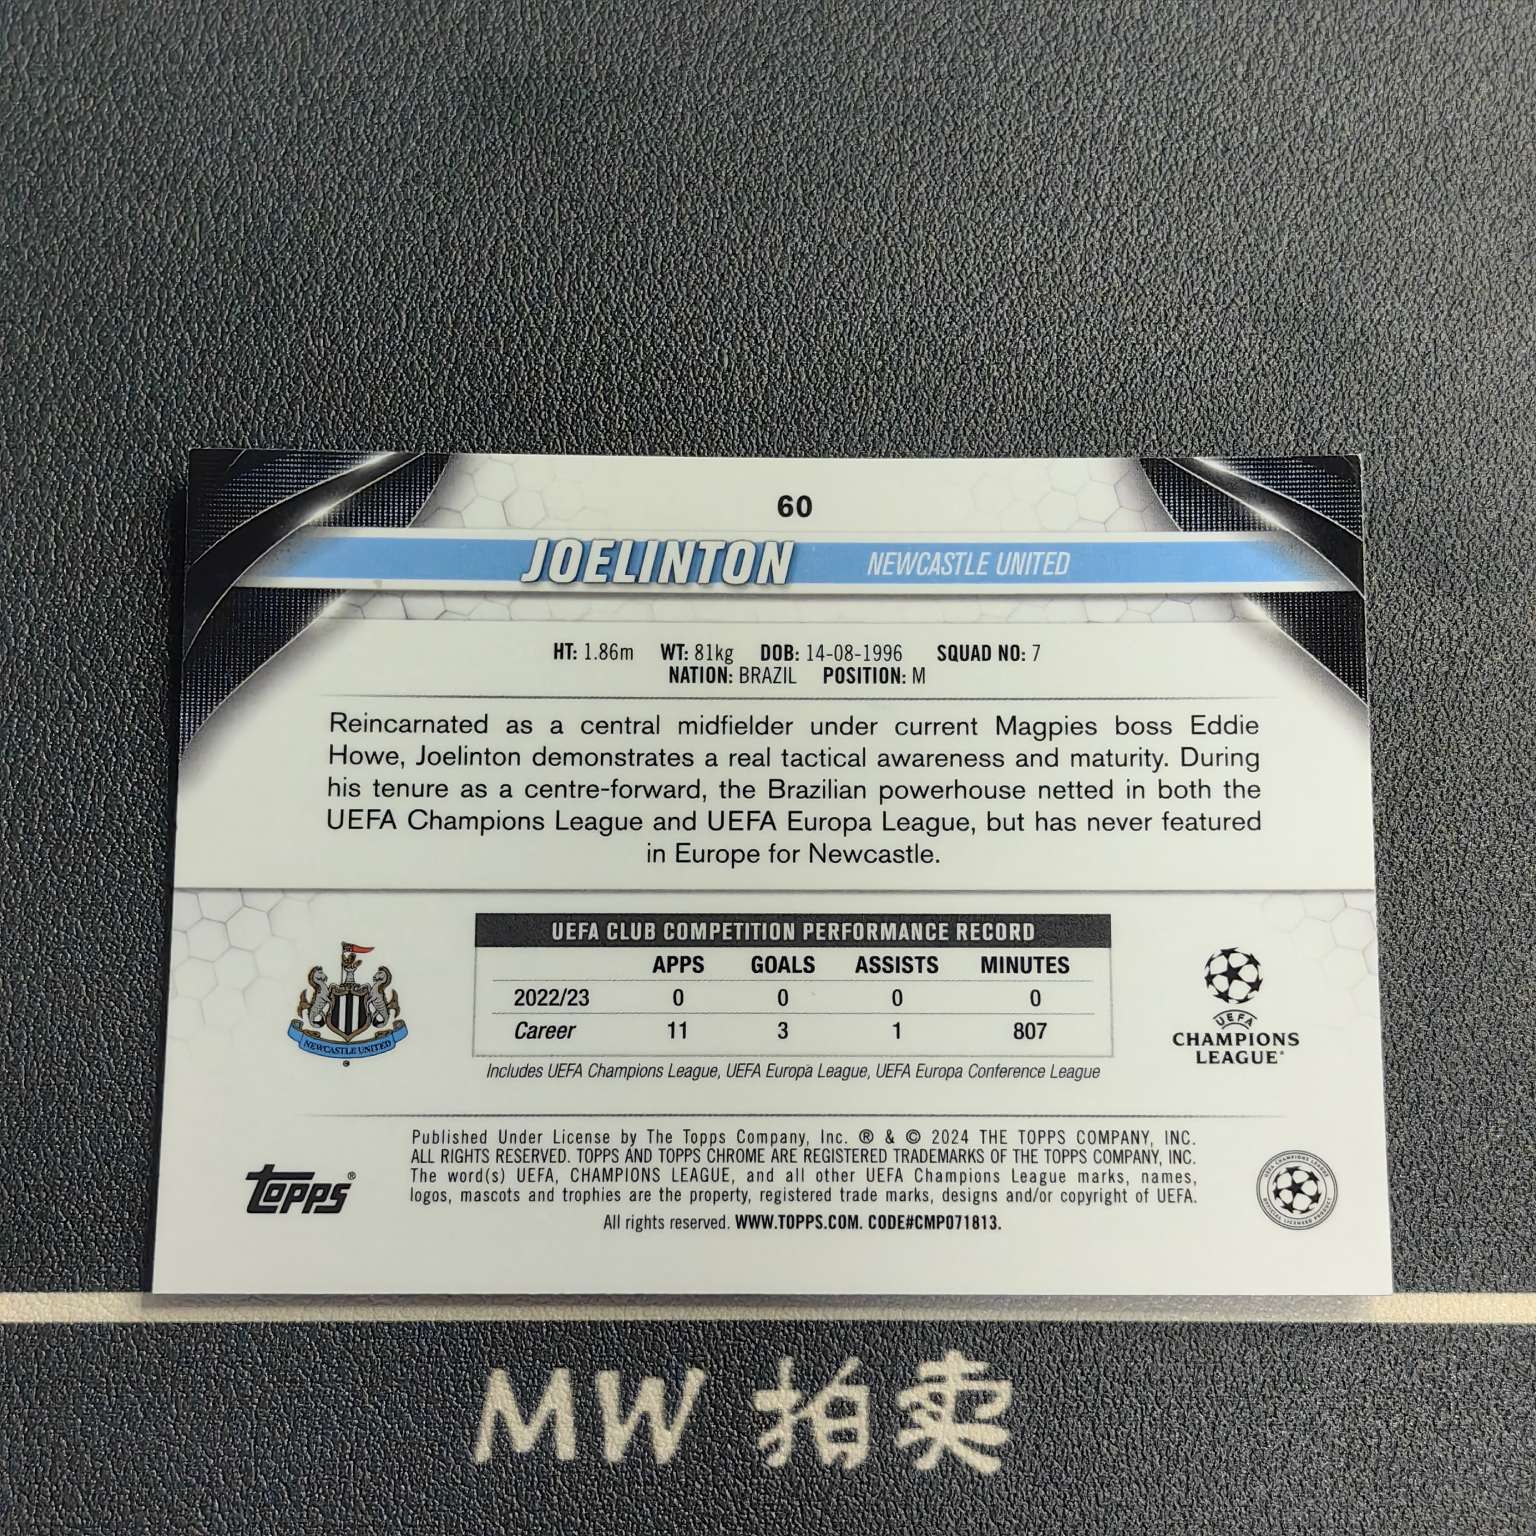 60
JOELINTON NEWCASTLE UNITED
HT: 1.86m WT: 81kg DOB: 14-08-1996 SQUAD NO: 7
NATION: BRAZIL POSITION: M
Reincarnated as a central midfielder under current Magpies boss Eddie
Howe, Joelinton demonstrates a real tactical awareness and maturity. During
his tenure as a centre-forward, the Brazilian powerhouse netted in both the
UEFA Champions League and UEFA Europa League, but has never featured
in Europe for Newcastle.
UEFA CLUB COMPETITION PERFORMANCE RECORD
APPS GOALS ASSISTS MINUTES
2022/23 0 0 0 0
Career 11 3 1 807
Includes UEFA Champions League, UEFA Europa League, UEFA Europa Conference League
NEWCASTLE UNITED
UEFA
CHAMPIONS
LEAGUE®
Published Under License by The Topps Company, Inc. ® & © 2024 THE TOPPS COMPANY, INC.
ALL RIGHTS RESERVED. TOPPS AND TOPPS CHROME ARE REGISTERED TRADEMARKS OF THE TOPPS COMPANY, INC.
The word(s) UEFA, CHAMPIONS LEAGUE, and all other UEFA Champions League marks, names,
logos, mascots and trophies are the property, registered trade marks, designs and/or copyright of UEFA.
All rights reserved. WWW.TOPPS.COM. CODE#CMP071813.
Topps®
MW 拍卖